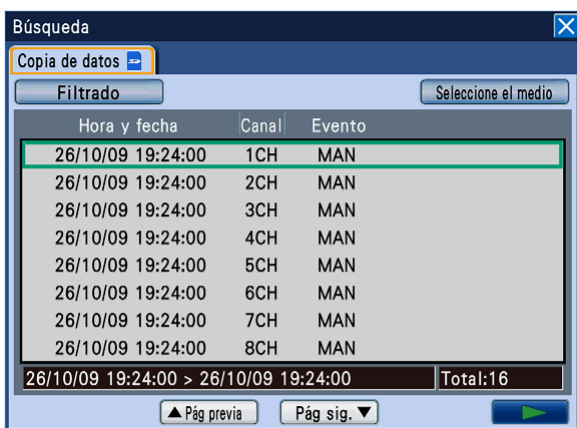 Búsqueda
Copia de datos
Filtrado Seleccione el medio
Hora y fecha Canal Evento
26/10/09 19:24:00 1CH MAN
26/10/09 19:24:00 2CH MAN
26/10/09 19:24:00 3CH MAN
26/10/09 19:24:00 4CH MAN
26/10/09 19:24:00 5CH MAN
26/10/09 19:24:00 6CH MAN
26/10/09 19:24:00 7CH MAN
26/10/09 19:24:00 8CH MAN
26/10/09 19:24:00 > 26/10/09 19:24:00 Total:16
▲ Pág previa Pág sig. ▼